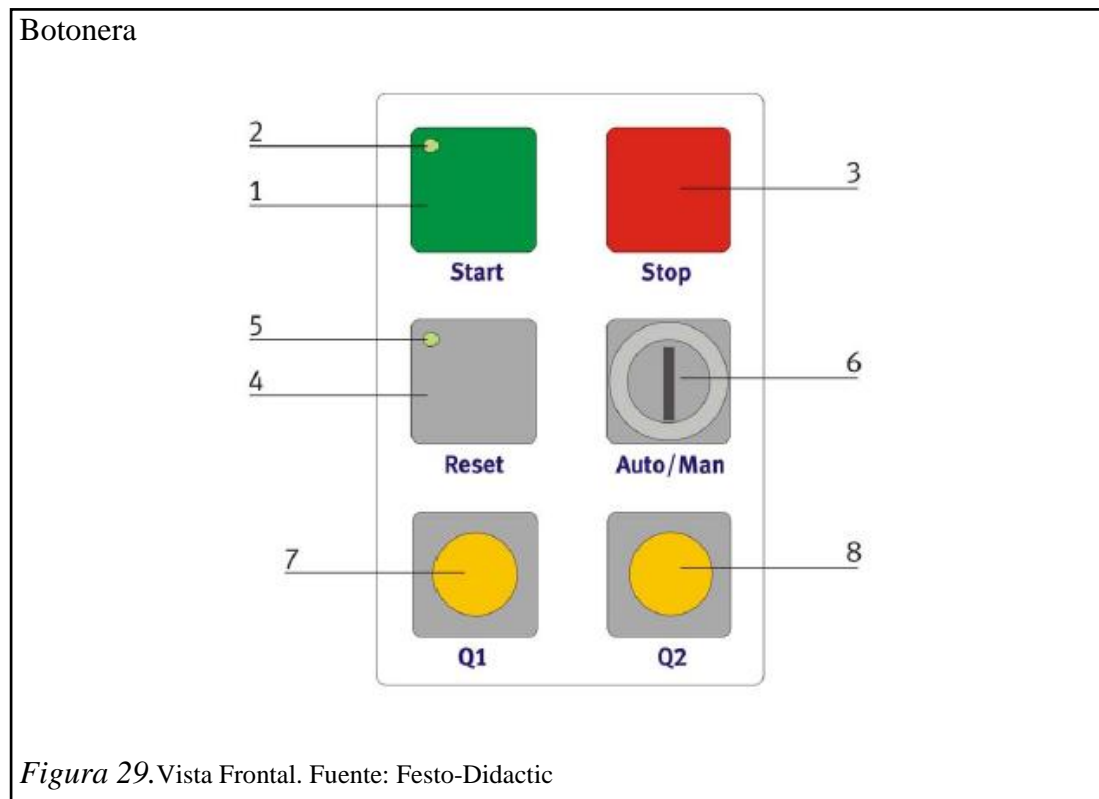 Botonera
2
1
3
Start
Stop
5
4
6
Reset
Auto/Man
7
8
Q1
Q2
Figura 29.Vista Frontal. Fuente: Festo-Didactic